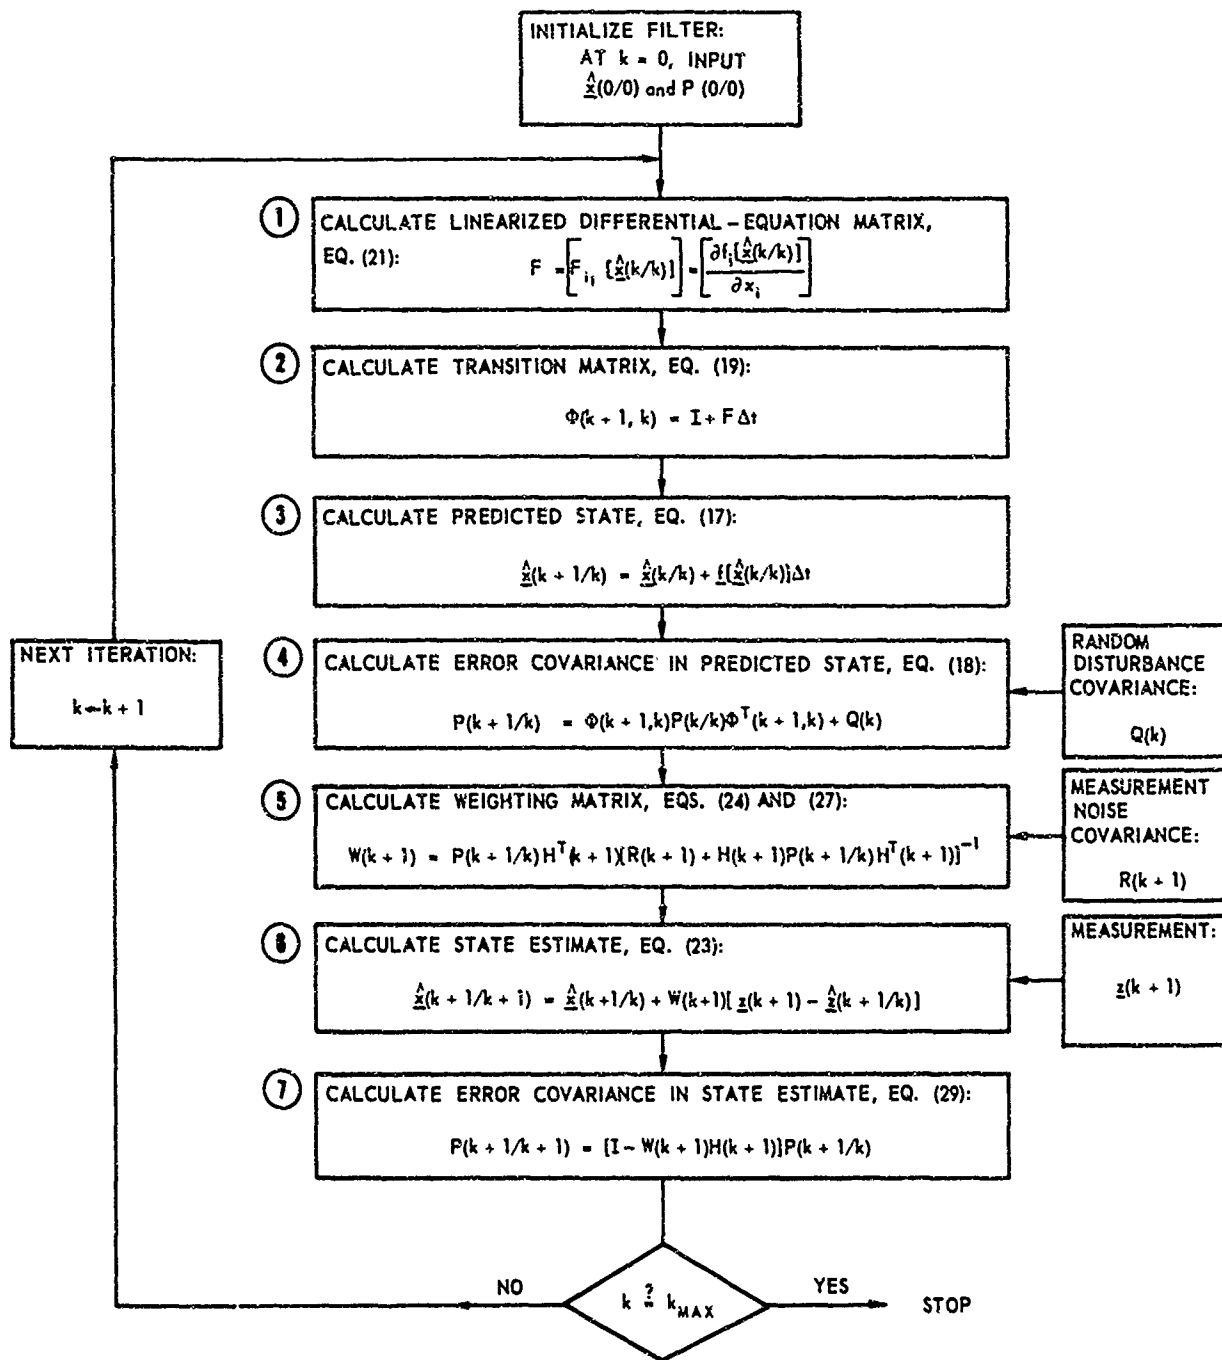 INITIALIZE FILTER:
AT k = 0, INPUT
x̲̂(0/0) and P (0/0)
① CALCULATE LINEARIZED DIFFERENTIAL-EQUATION MATRIX,
EQ. (21): F = [F_ij [x̲̂(k/k)]] = [∂f_i[x̲̂(k/k)] / ∂x_i]
② CALCULATE TRANSITION MATRIX, EQ. (19):
Φ(k + 1, k) = I + F Δt
③ CALCULATE PREDICTED STATE, EQ. (17):
x̲̂(k + 1/k) = x̲̂(k/k) + f̲[x̲̂(k/k)]Δt
④ CALCULATE ERROR COVARIANCE IN PREDICTED STATE, EQ. (18):
P(k + 1/k) = Φ(k + 1,k)P(k/k)Φᵀ(k + 1,k) + Q(k)
RANDOM
DISTURBANCE
COVARIANCE:
Q(k)
NEXT ITERATION:
k←k + 1
⑤ CALCULATE WEIGHTING MATRIX, EQS. (24) AND (27):
W(k + 1) = P(k + 1/k)Hᵀ(k + 1)[R(k + 1) + H(k + 1)P(k + 1/k)Hᵀ(k + 1)]⁻¹
MEASUREMENT
NOISE
COVARIANCE:
R(k + 1)
⑥ CALCULATE STATE ESTIMATE, EQ. (23):
x̲̂(k + 1/k + 1) = x̲̂(k+1/k) + W(k+1)[ z̲(k + 1) - ẑ̲(k + 1/k)]
MEASUREMENT:
z̲(k + 1)
⑦ CALCULATE ERROR COVARIANCE IN STATE ESTIMATE, EQ. (29):
P(k + 1/k + 1) = [I - W(k + 1)H(k + 1)]P(k + 1/k)
NO
k ≟ k_MAX
YES
STOP